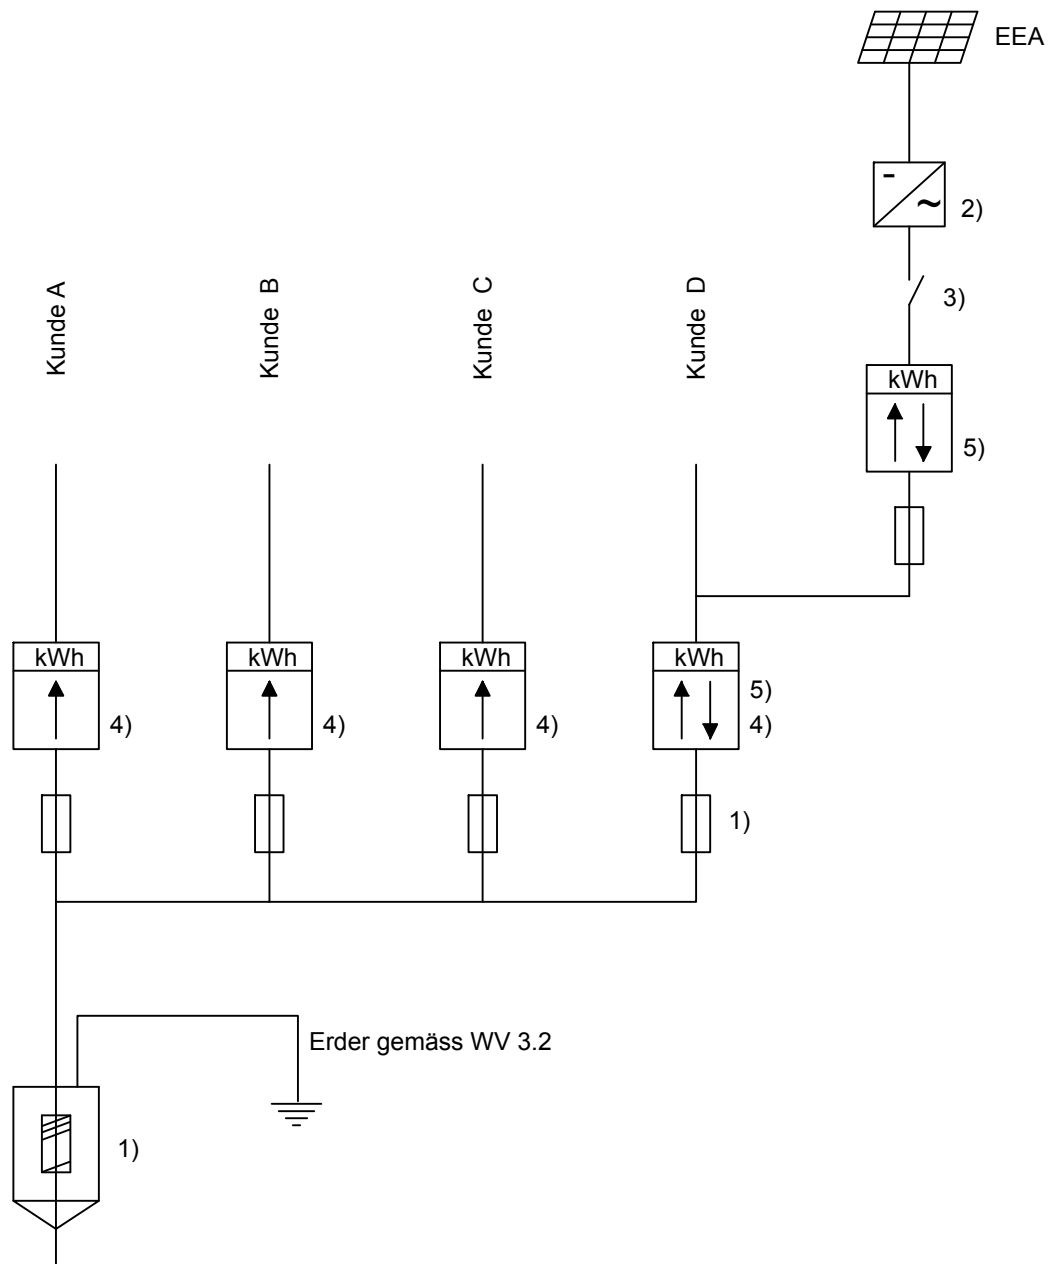 EEA
-
~
2)
3)
Kunde A
Kunde B
Kunde C
Kunde D
kWh
5)
kWh
4)
kWh
4)
kWh
4)
kWh
5)
4)
1)
Erder gemäss WV 3.2
1)